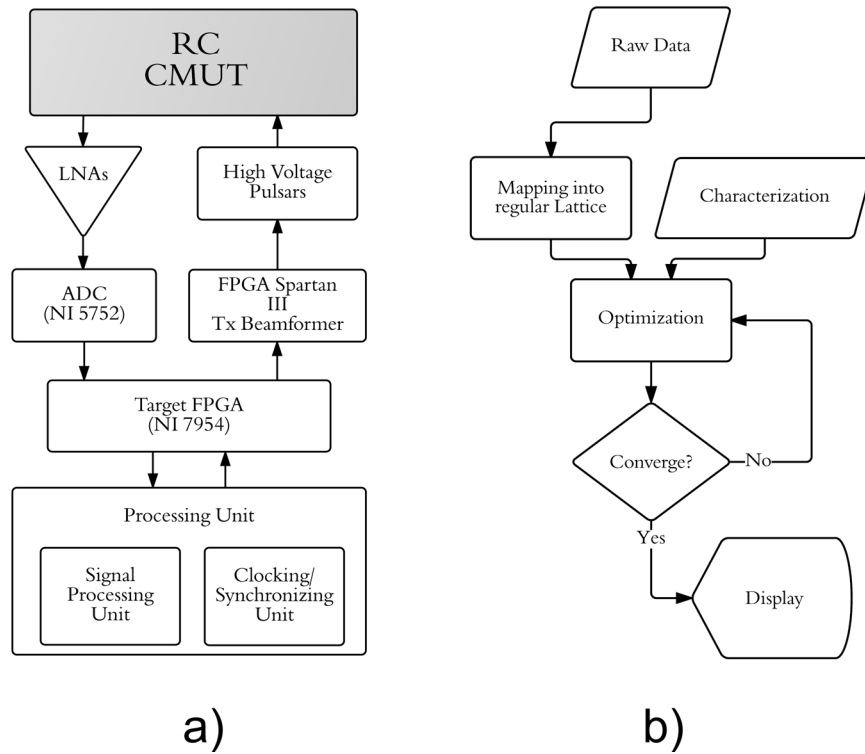 RC
CMUT
LNAs
High Voltage
Pulsars
ADC
(NI 5752)
FPGA Spartan
III
Tx Beamformer
Target FPGA
(NI 7954)
Processing Unit
Signal
Processing
Unit
Clocking/
Synchronizing
Unit
a)
Raw Data
Mapping into
regular Lattice
Characterization
Optimization
Converge?
No
Yes
Display
b)